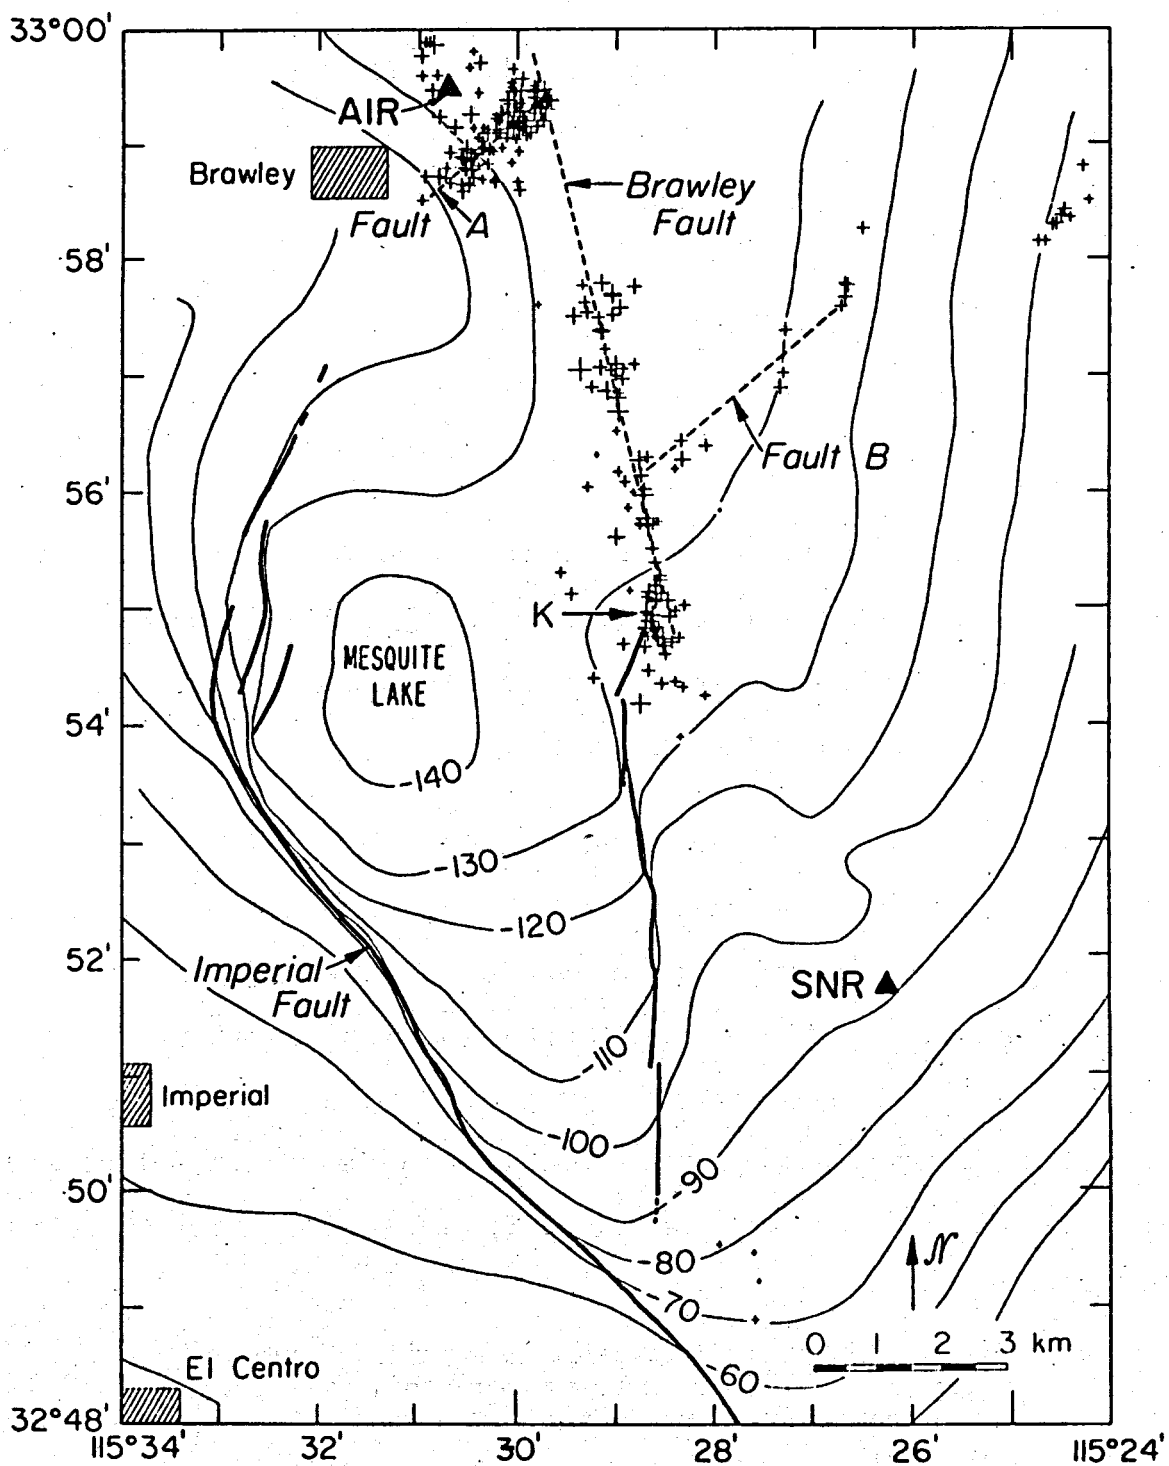 33°00'
AIR
Brawley
Fault A
Brawley
Fault
58'
Fault B
56'
K
MESQUITE
LAKE
54'
-140
-130
-120
52'
Imperial
Fault
SNR
-110
Imperial
-100
-90
50'
-80
N
-70
0 1 2 3 km
El Centro
-60
32°48'
115°34' 32' 30' 28' 26' 115°24'